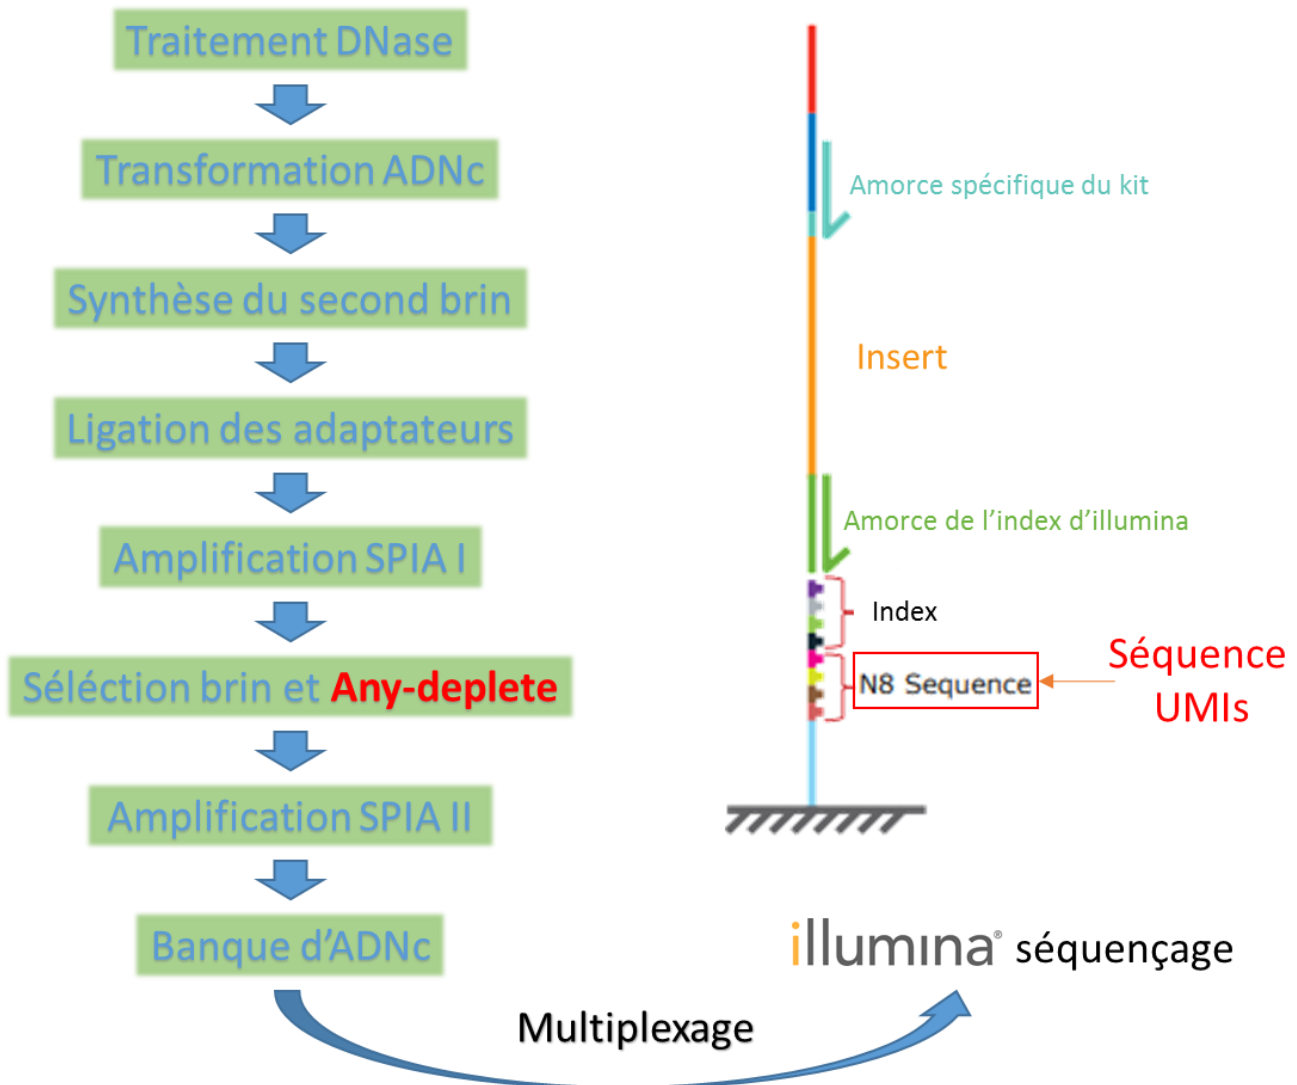 Traitement DNase
Transformation ADNc
Synthèse du second brin
Ligation des adaptateurs
Amplification SPIA I
Séléction brin et Any-deplete
Amplification SPIA II
Banque d'ADNc
Multiplexage
Amorce spécifique du kit
Insert
Amorce de l'index d'illumina
Index
N8 Sequence
Séquence
UMIs
illumina® séquençage